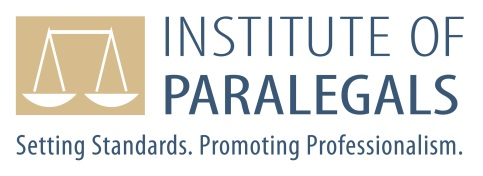 INSTITUTE OF
PARALEGALS
Setting Standards. Promoting Professionalism.